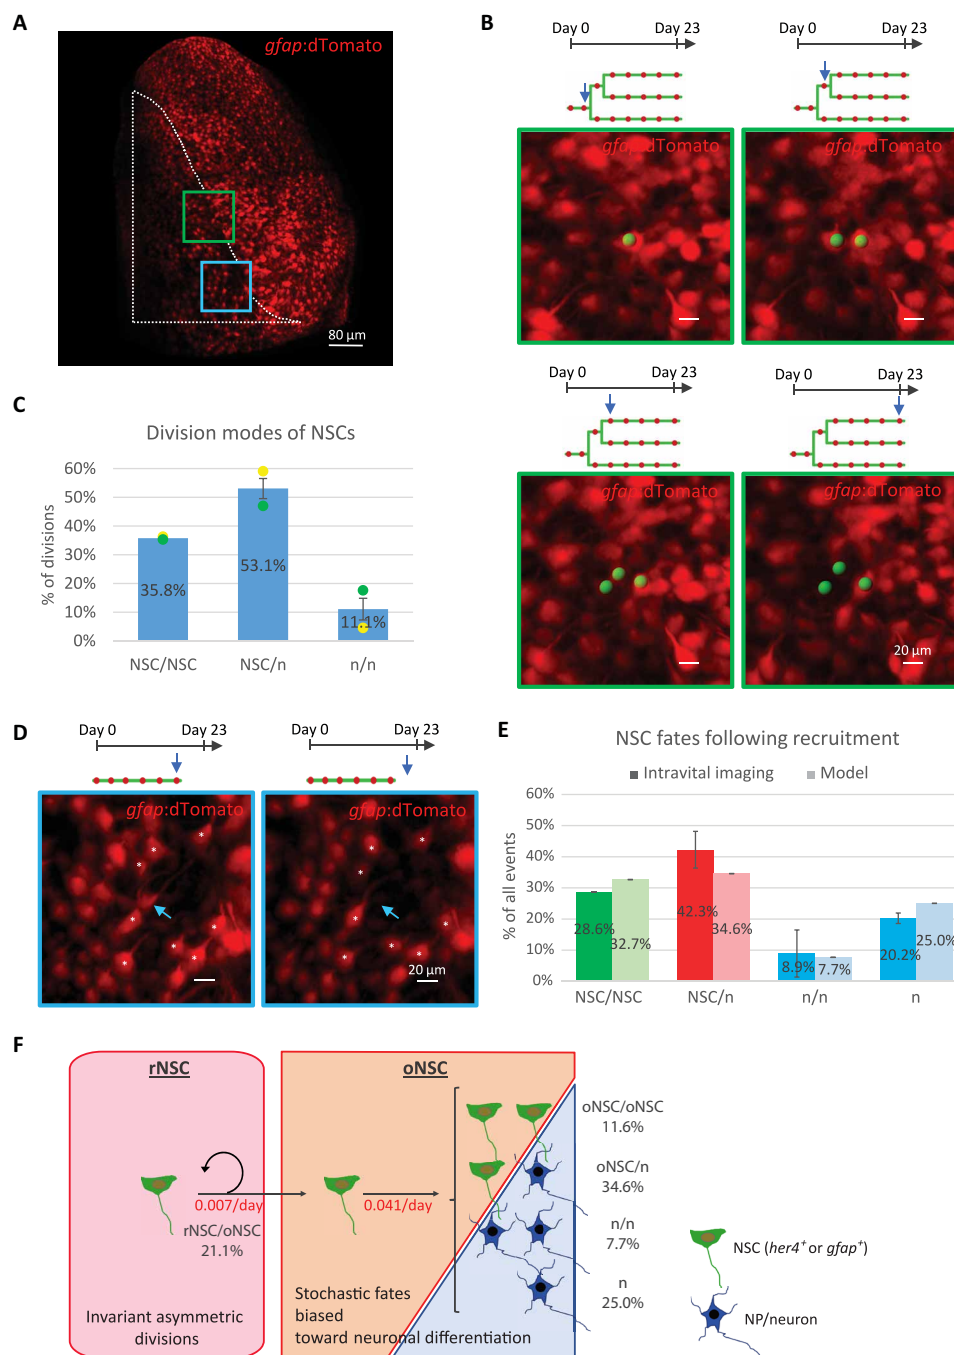 A
gfap:dTomato
80 µm
B
Day 0 Day 23
Day 0 Day 23
gfap:dTomato
gfap:dTomato
Day 0 Day 23
Day 0 Day 23
gfap:dTomato
gfap:dTomato
20 µm
C
Division modes of NSCs
% of divisions
60%
50%
40%
30%
20%
10%
0%
35.8%
53.1%
11.1%
NSC/NSC NSC/n n/n
D
Day 0 Day 23
Day 0 Day 23
gfap:dTomato
gfap:dTomato
* * * * * * * *
* * * * * * * *
20 µm
E
NSC fates following recruitment
Intravital imaging Model
% of all events
60%
50%
40%
30%
20%
10%
0%
28.6% 32.7%
42.3% 34.6%
8.9% 7.7%
20.2% 25.0%
NSC/NSC NSC/n n/n n
F
rNSC
oNSC
0.007/day
rNSC/oNSC
21.1%
0.041/day
Invariant asymmetric
divisions
Stochastic fates
biased
toward neuronal differentiation
oNSC/oNSC
11.6%
oNSC/n
34.6%
n/n
7.7%
n
25.0%
NSC (her4+ or gfap+)
NP/neuron